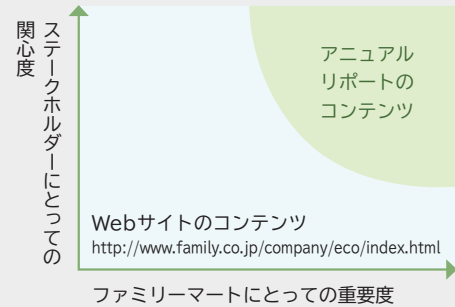 ステークホルダーにとっての
関心度
アニュアル
リポートの
コンテンツ
Webサイトのコンテンツ
http://www.family.co.jp/company/eco/index.html
ファミリーマートにとっての重要度